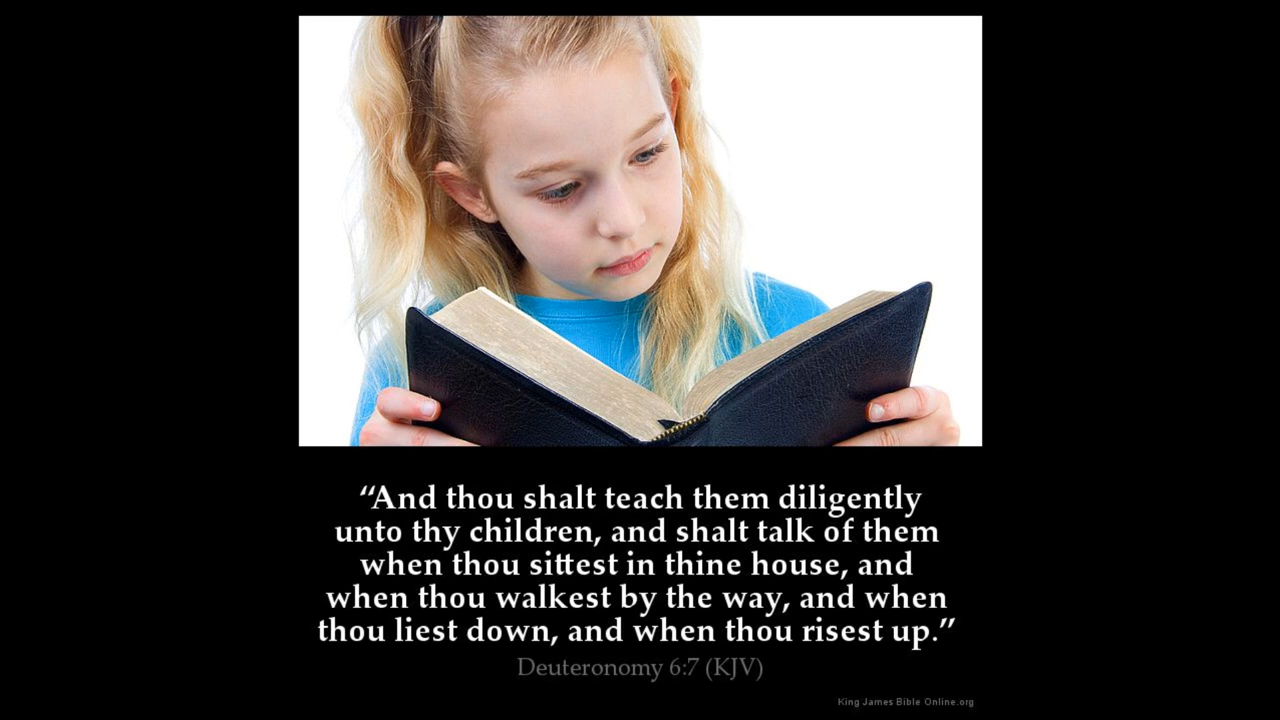 “And thou shalt teach them diligently
unto thy children, and shalt talk of them
when thou sittest in thine house, and
when thou walkest by the way, and when
thou liest down, and when thou risest up.”
Deuteronomy 6:7 (KJV)
King James Bible Online.org